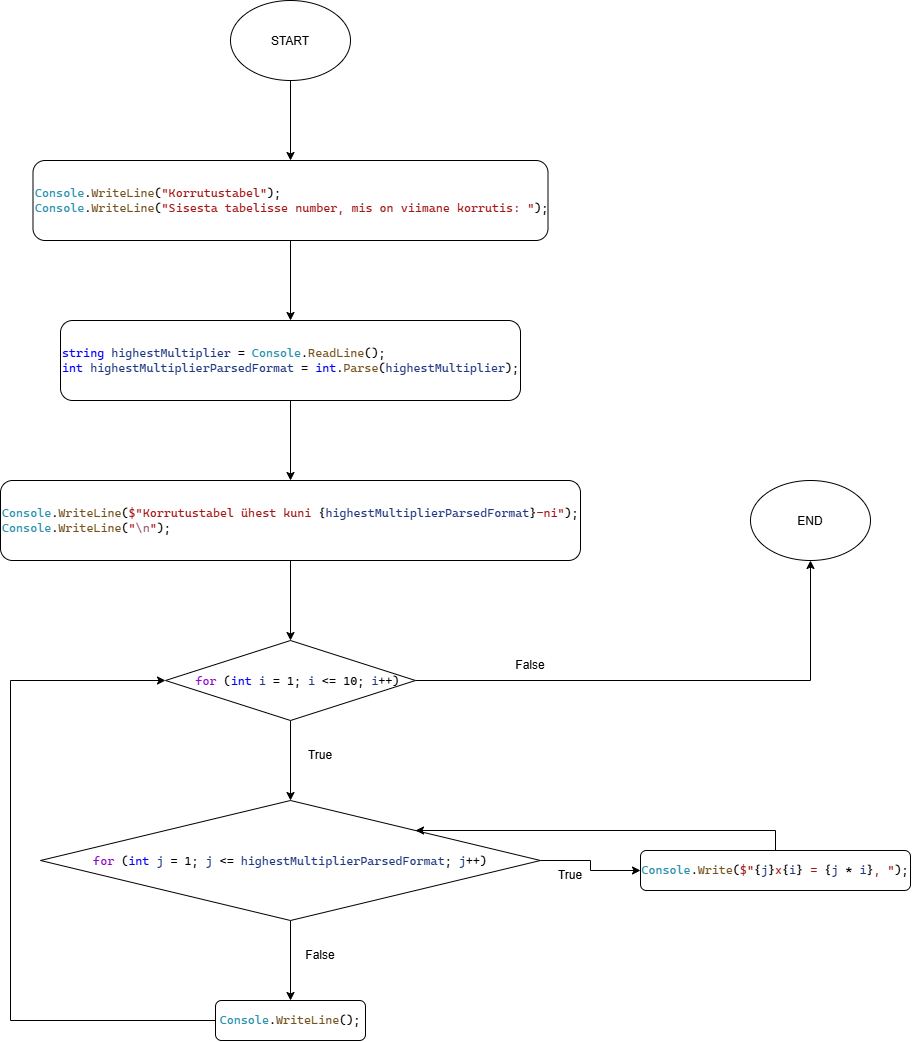 START
Console.WriteLine("Korrutustabel");
Console.WriteLine("Sisesta tabelisse number, mis on viimane korrutis: ");
string highestMultiplier = Console.ReadLine();
int highestMultiplierParsedFormat = int.Parse(highestMultiplier);
Console.WriteLine($"Korrutustabel ühest kuni {highestMultiplierParsedFormat}-ni");
Console.WriteLine("\n");
END
for (int i = 1; i <= 10; i++)
False
True
for (int j = 1; j <= highestMultiplierParsedFormat; j++)
True
Console.Write($"{j}x{i} = {j * i}, ");
False
Console.WriteLine();